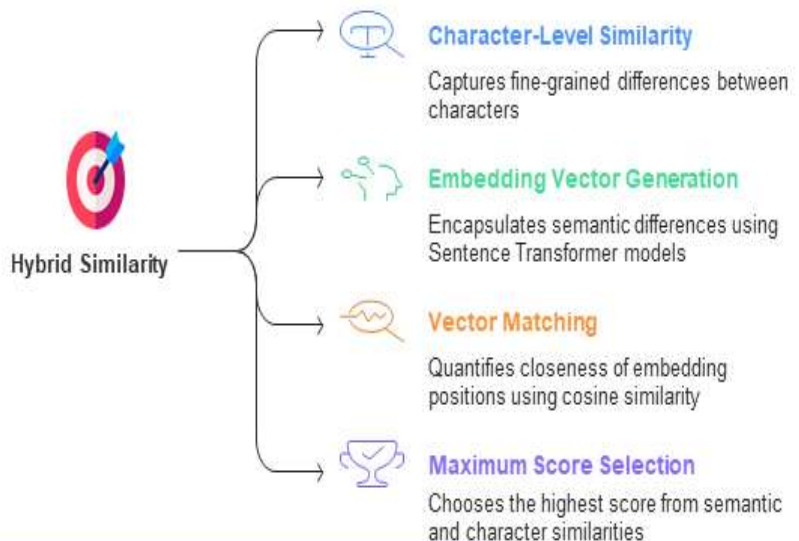 Character-Level Similarity
Captures fine-grained differences between
characters
Embedding Vector Generation
Encapsulates semantic differences using
Sentence Transformer models
Hybrid Similarity
Vector Matching
Quantifies closeness of embedding
positions using cosine similarity
Maximum Score Selection
Chooses the highest score from semantic
and character similarities